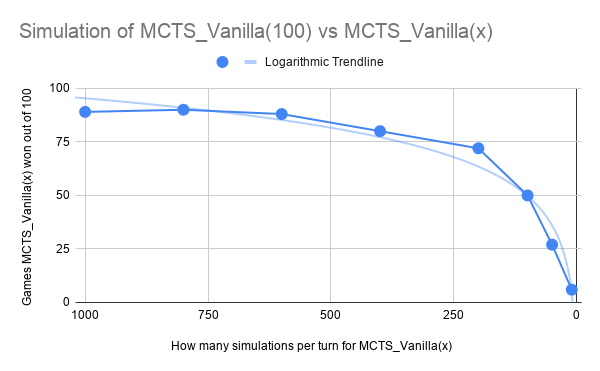 Simulation of MCTS_Vanilla(100) vs MCTS_Vanilla(x)
Logarithmic Trendline
Games MCTS_Vanilla(x) won out of 100
100
75
50
25
0
1000
750
500
250
0
How many simulations per turn for MCTS_Vanilla(x)